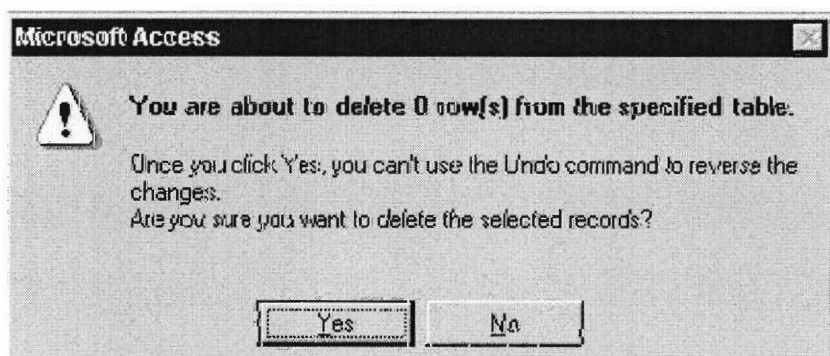 Microsoft Access
You are about to delete 0 row(s) from the specified table.
Once you click Yes, you can't use the Undo command to reverse the
changes.
Are you sure you want to delete the selected records?
Yes
No